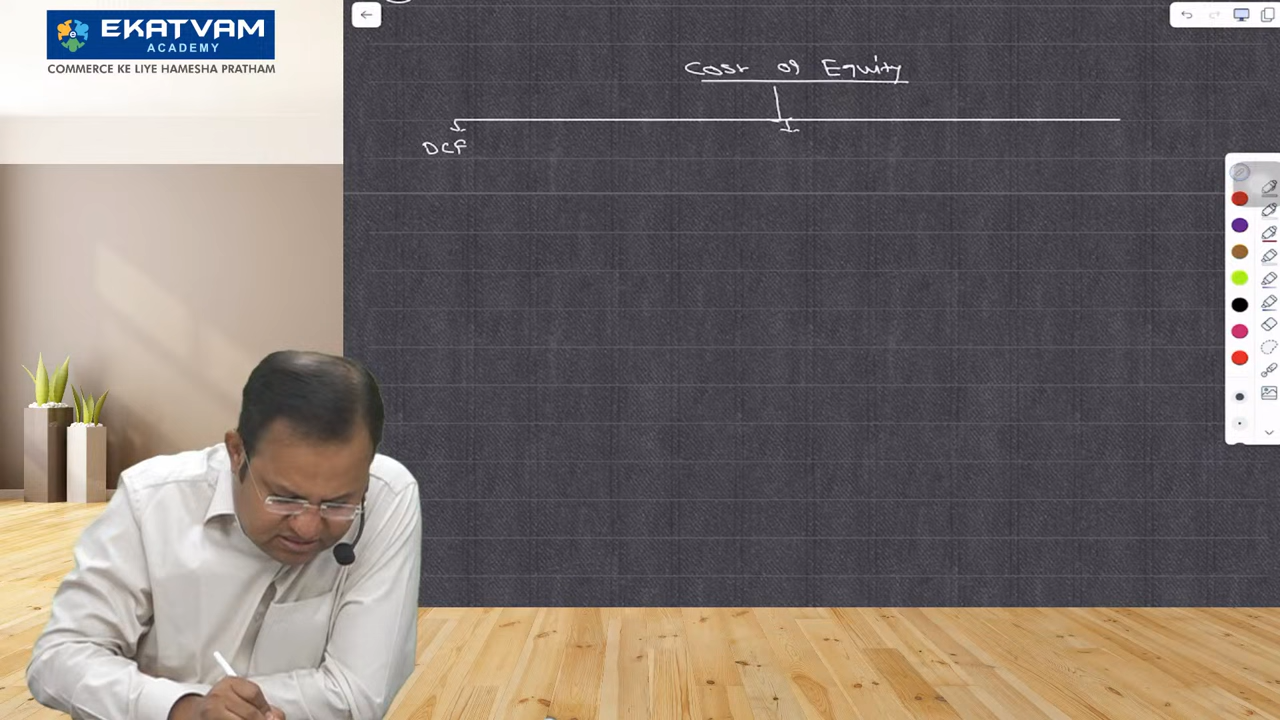 EKATVAM
ACADEMY
COMMERCE KE LIYE HAMESHA PRATHAM
Cost of Equity
DCF